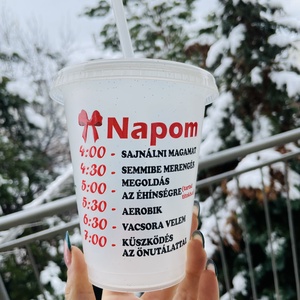 Napom
4:00 - SAJNÁLNI MAGAMAT
4:30 - SEMMIBE MERENGÉS
5:00 - MEGOLDÁS
AZ ÉHÍNSÉGRE
5:30 - AEROBIK
6:30 - VACSORA VELEM
7:00 - KÜSZKÖDÉS
AZ ÖNUTÁLATTAL